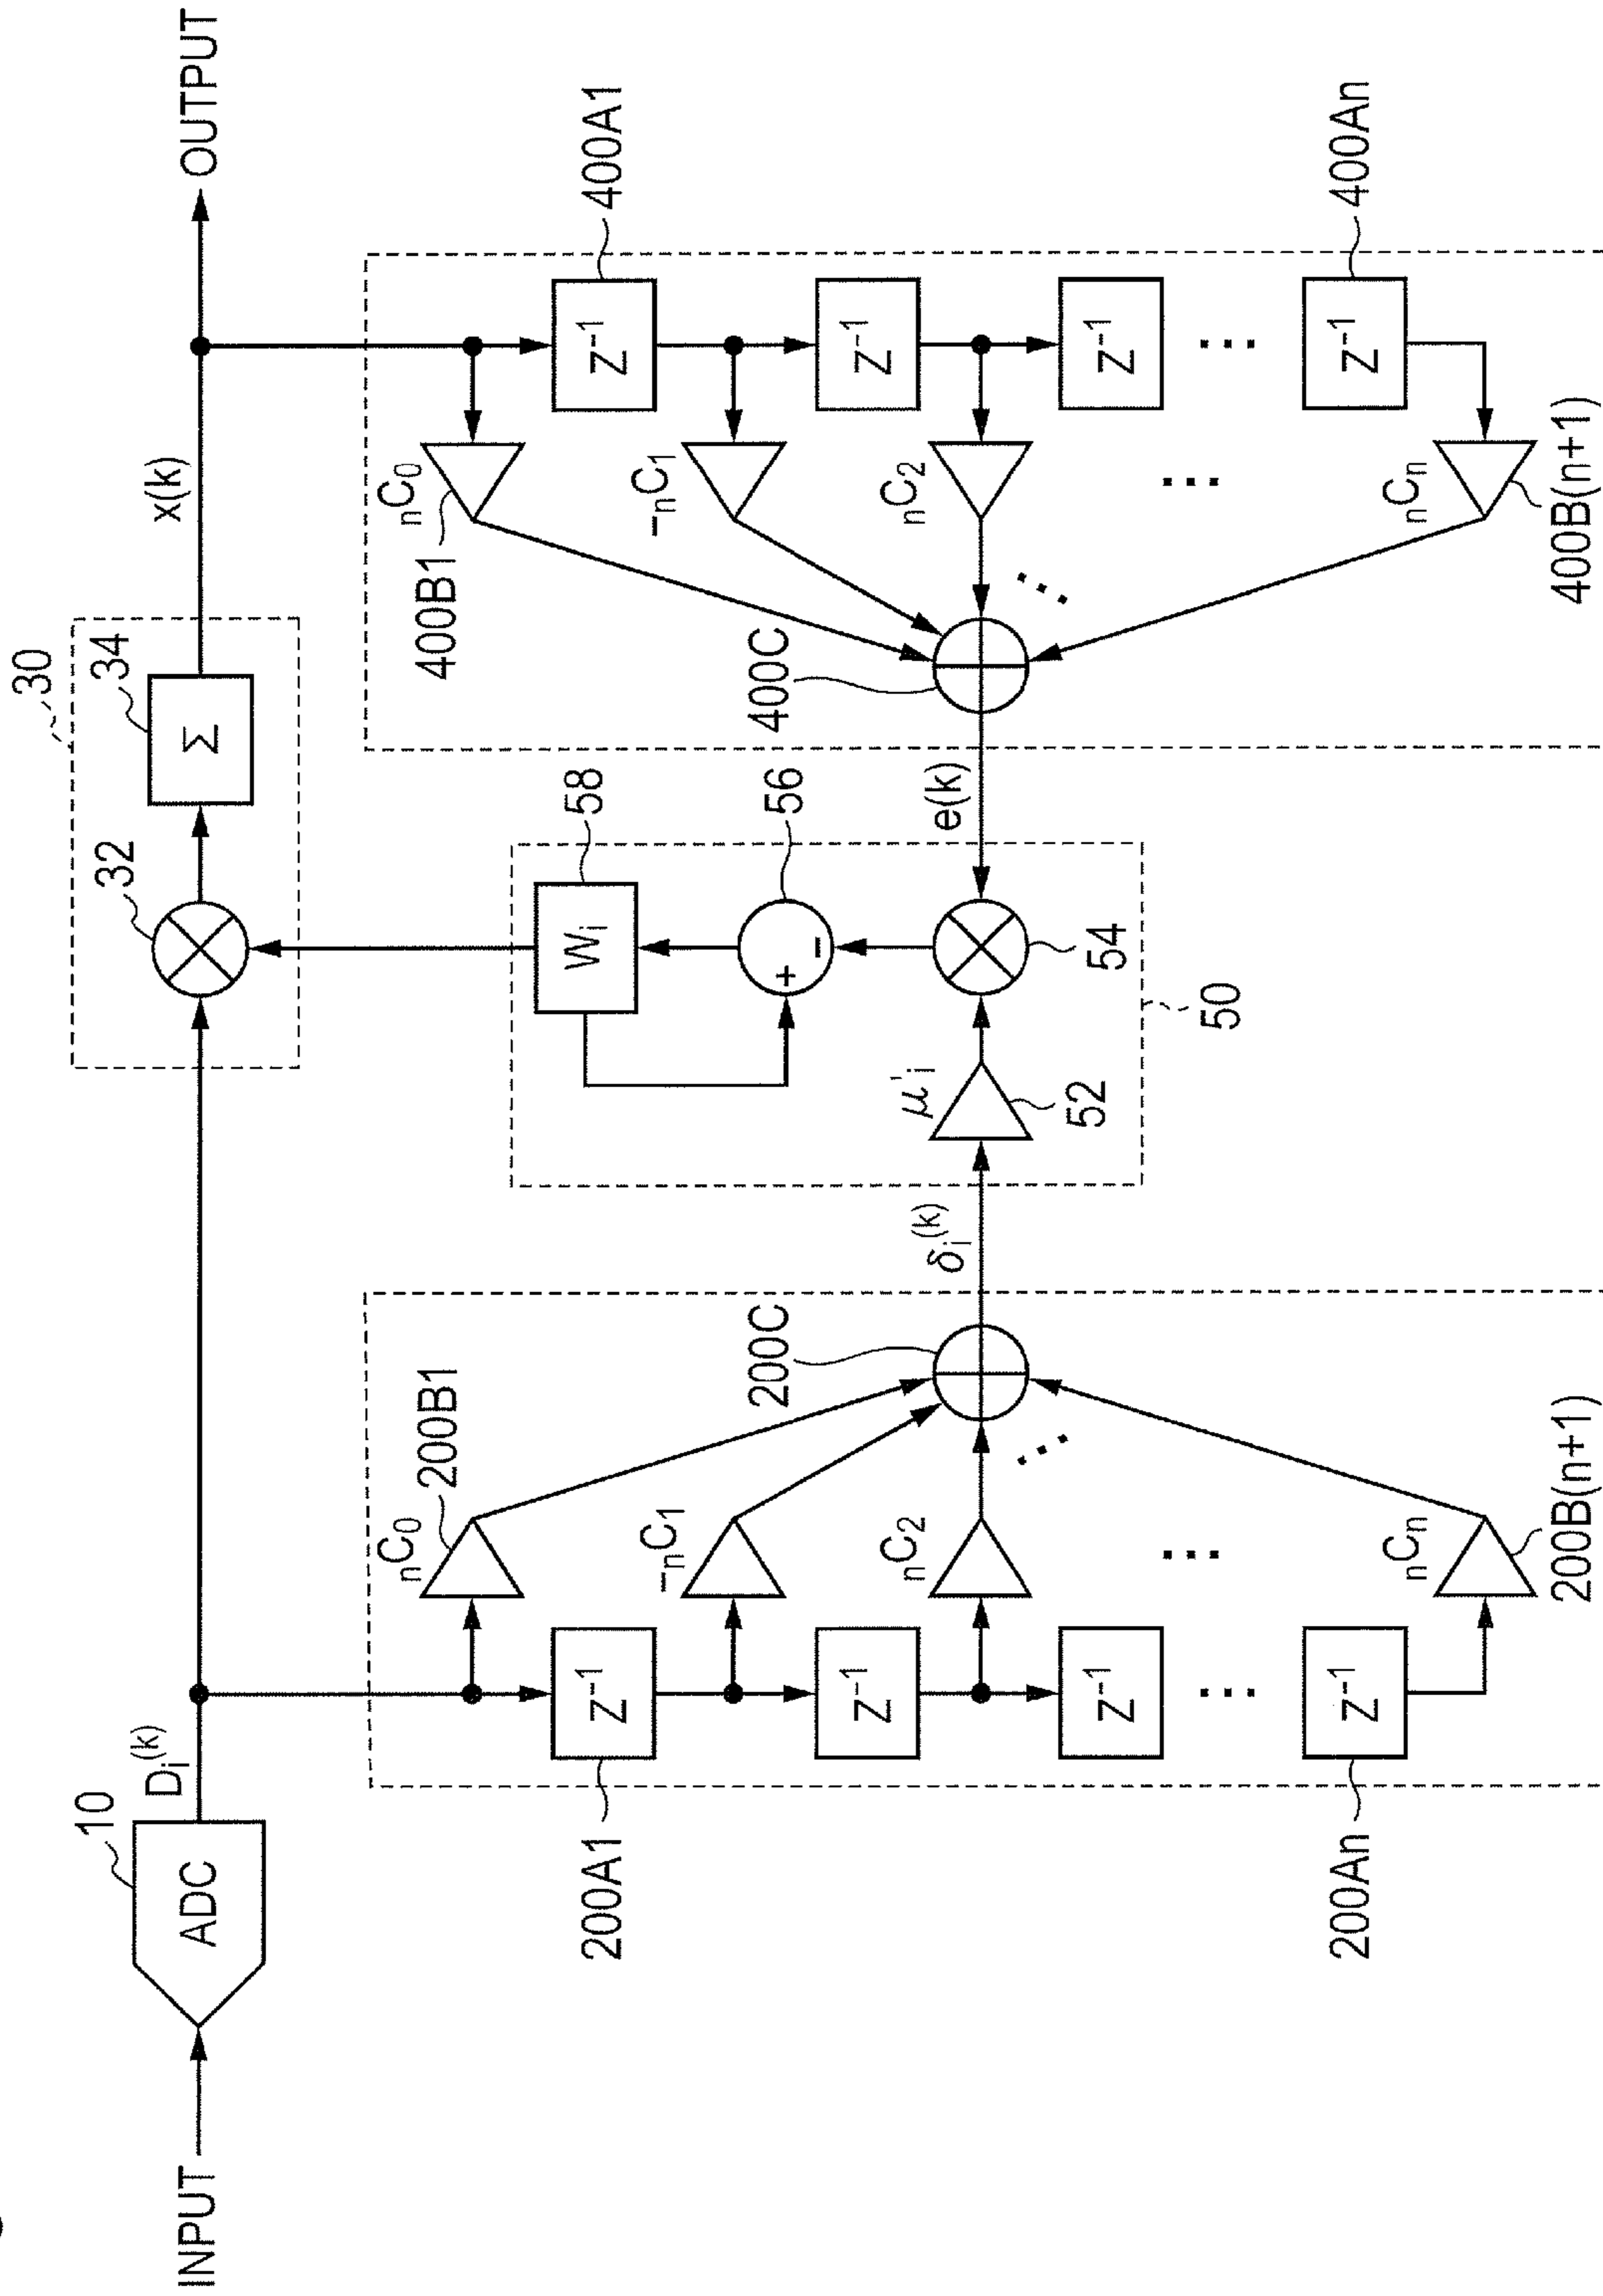 INPUT
10
ADC
Dᵢ⁽ᵏ⁾
30
32
34
Σ
x(k)
OUTPUT
200A1
Z⁻¹
Z⁻¹
Z⁻¹
...
200An
Z⁻¹
ₙC₀
200B1
-ₙC₁
ₙC₂
...
ₙCₙ
200B(n+1)
...
200C
δᵢ⁽ᵏ⁾
μ'ᵢ
52
50
54
+
-
56
Wᵢ
58
e(k)
400C
...
400B1
ₙC₀
-ₙC₁
ₙC₂
...
ₙCₙ
400B(n+1)
400A1
Z⁻¹
Z⁻¹
Z⁻¹
...
Z⁻¹
400An